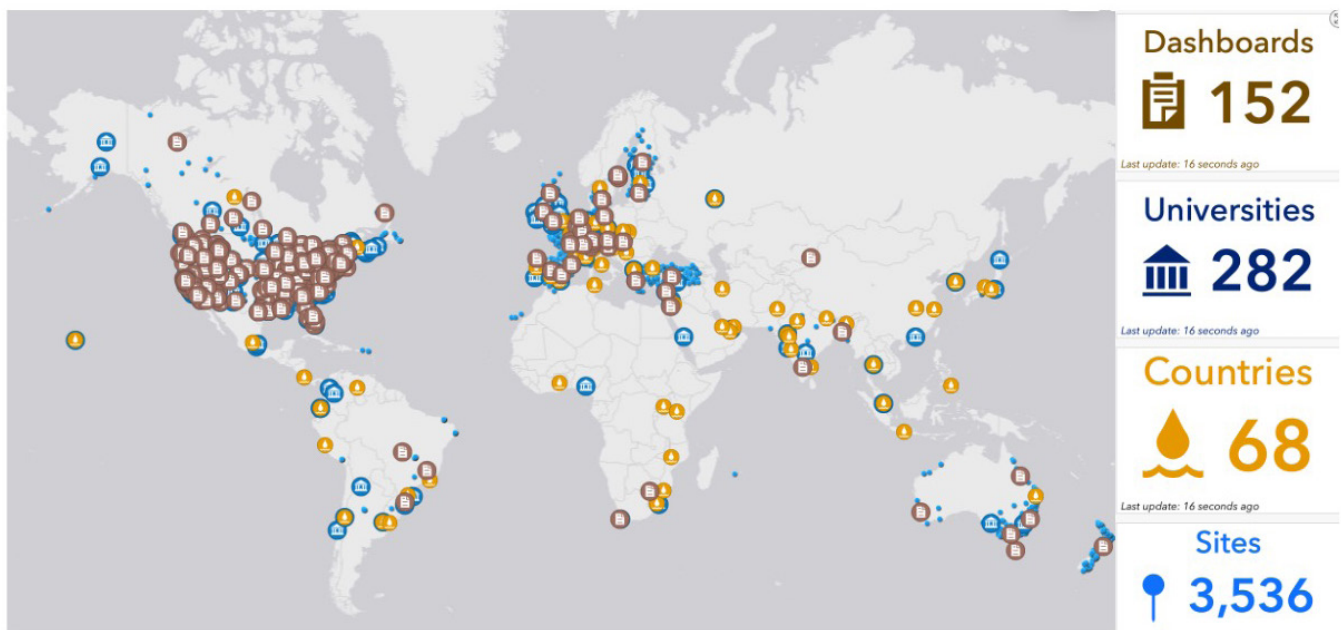 Dashboards
152
Last update: 16 seconds ago
Universities
282
Last update: 16 seconds ago
Countries
68
Last update: 16 seconds ago
Sites
3,536